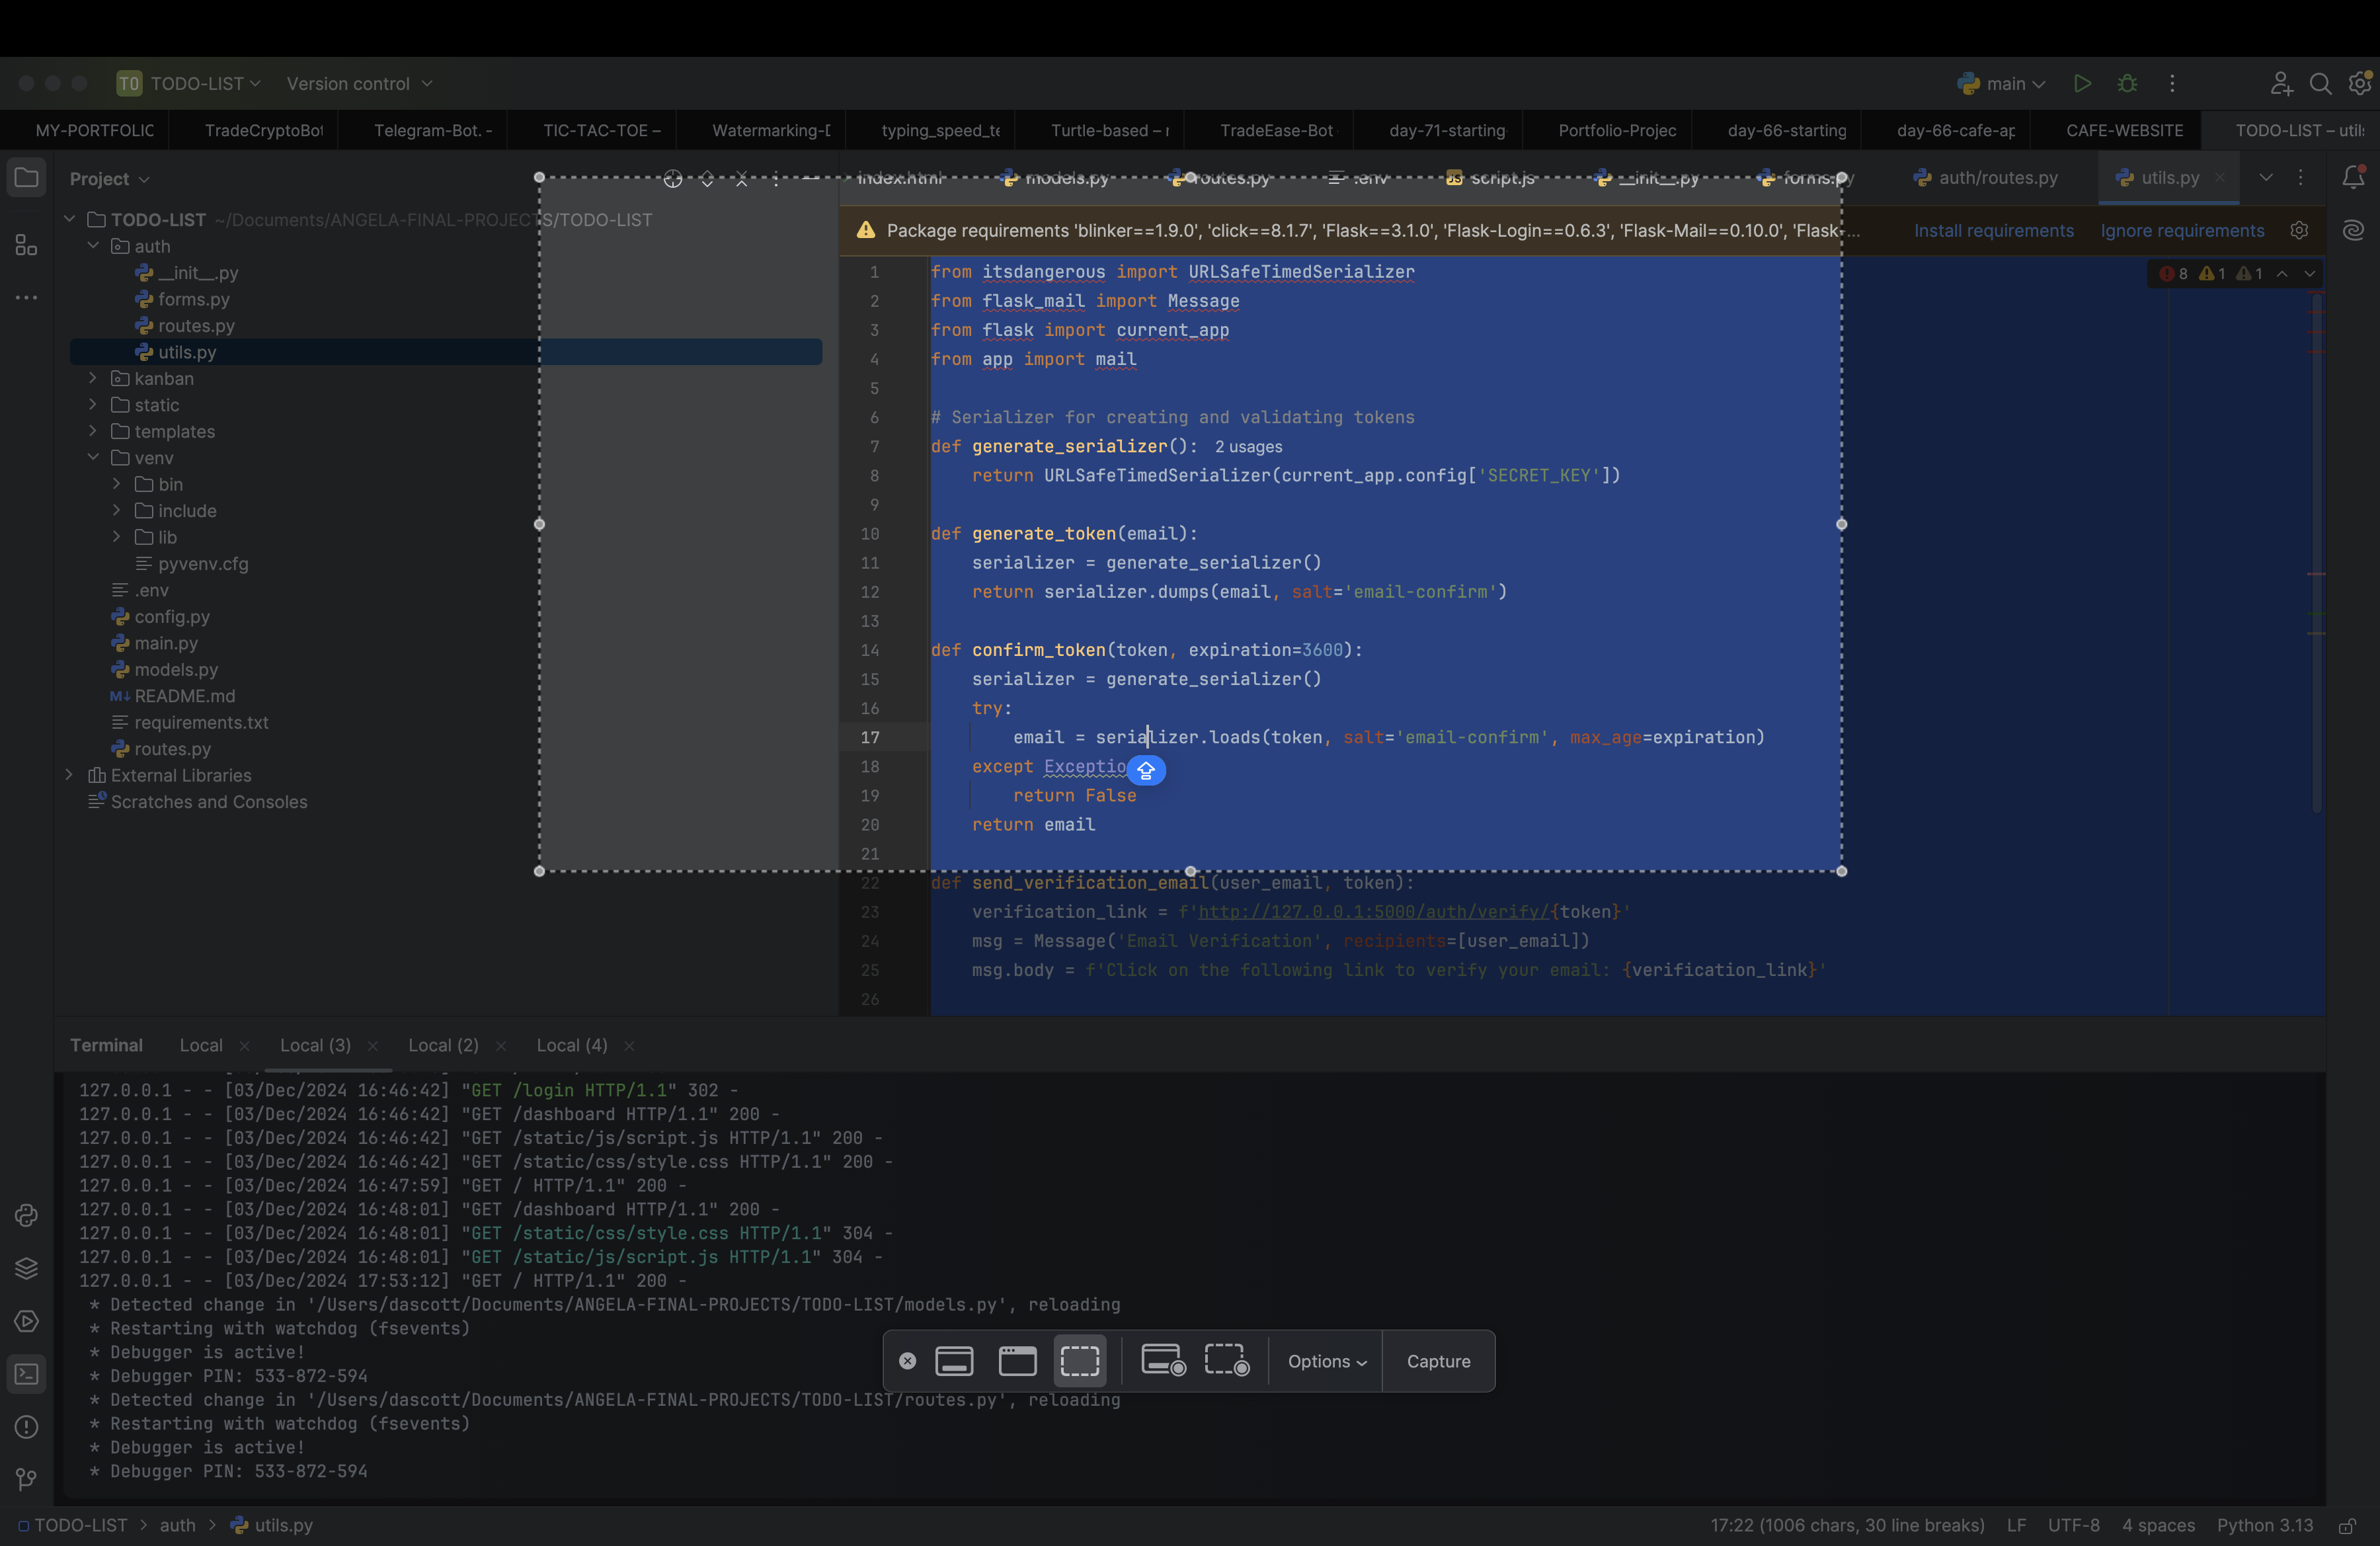 T0 TODO-LIST Version control main
MY-PORTFOLIC TradeCryptoBot Telegram-Bot. - TIC-TAC-TOE – Watermarking-D typing_speed_te Turtle-based – r TradeEase-Bot day-71-starting Portfolio-Projec day-66-starting day-66-cafe-ap CAFE-WEBSITE TODO-LIST – utils
Project
index.html models.py routes.py .env script.js __init__.py forms.py auth/routes.py utils.py
TODO-LIST ~/Documents/ANGELA-FINAL-PROJECTS/TODO-LIST
auth
__init__.py
forms.py
routes.py
utils.py
kanban
static
templates
venv
bin
include
lib
pyvenv.cfg
.env
config.py
main.py
models.py
README.md
requirements.txt
routes.py
External Libraries
Scratches and Consoles
Package requirements 'blinker==1.9.0', 'click==8.1.7', 'Flask==3.1.0', 'Flask-Login==0.6.3', 'Flask-Mail==0.10.0', 'Flask-... Install requirements Ignore requirements
8 1 1
1 from itsdangerous import URLSafeTimedSerializer
2 from flask_mail import Message
3 from flask import current_app
4 from app import mail
5
6 # Serializer for creating and validating tokens
7 def generate_serializer(): 2 usages
8 return URLSafeTimedSerializer(current_app.config['SECRET_KEY'])
9
10 def generate_token(email):
11 serializer = generate_serializer()
12 return serializer.dumps(email, salt='email-confirm')
13
14 def confirm_token(token, expiration=3600):
15 serializer = generate_serializer()
16 try:
17 email = serializer.loads(token, salt='email-confirm', max_age=expiration)
18 except Exceptio
19 return False
20 return email
21
22 def send_verification_email(user_email, token):
23 verification_link = f'http://127.0.0.1:5000/auth/verify/{token}'
24 msg = Message('Email Verification', recipients=[user_email])
25 msg.body = f'Click on the following link to verify your email: {verification_link}'
26
Terminal Local Local (3) Local (2) Local (4)
127.0.0.1 - - [03/Dec/2024 16:46:42] "GET /login HTTP/1.1" 302 -
127.0.0.1 - - [03/Dec/2024 16:46:42] "GET /dashboard HTTP/1.1" 200 -
127.0.0.1 - - [03/Dec/2024 16:46:42] "GET /static/js/script.js HTTP/1.1" 200 -
127.0.0.1 - - [03/Dec/2024 16:46:42] "GET /static/css/style.css HTTP/1.1" 200 -
127.0.0.1 - - [03/Dec/2024 16:47:59] "GET / HTTP/1.1" 200 -
127.0.0.1 - - [03/Dec/2024 16:48:01] "GET /dashboard HTTP/1.1" 200 -
127.0.0.1 - - [03/Dec/2024 16:48:01] "GET /static/css/style.css HTTP/1.1" 304 -
127.0.0.1 - - [03/Dec/2024 16:48:01] "GET /static/js/script.js HTTP/1.1" 304 -
127.0.0.1 - - [03/Dec/2024 17:53:12] "GET / HTTP/1.1" 200 -
* Detected change in '/Users/dascott/Documents/ANGELA-FINAL-PROJECTS/TODO-LIST/models.py', reloading
* Restarting with watchdog (fsevents)
* Debugger is active!
* Debugger PIN: 533-872-594
* Detected change in '/Users/dascott/Documents/ANGELA-FINAL-PROJECTS/TODO-LIST/routes.py', reloading
* Restarting with watchdog (fsevents)
* Debugger is active!
* Debugger PIN: 533-872-594
Options Capture
TODO-LIST > auth > utils.py 17:22 (1006 chars, 30 line breaks) LF UTF-8 4 spaces Python 3.13